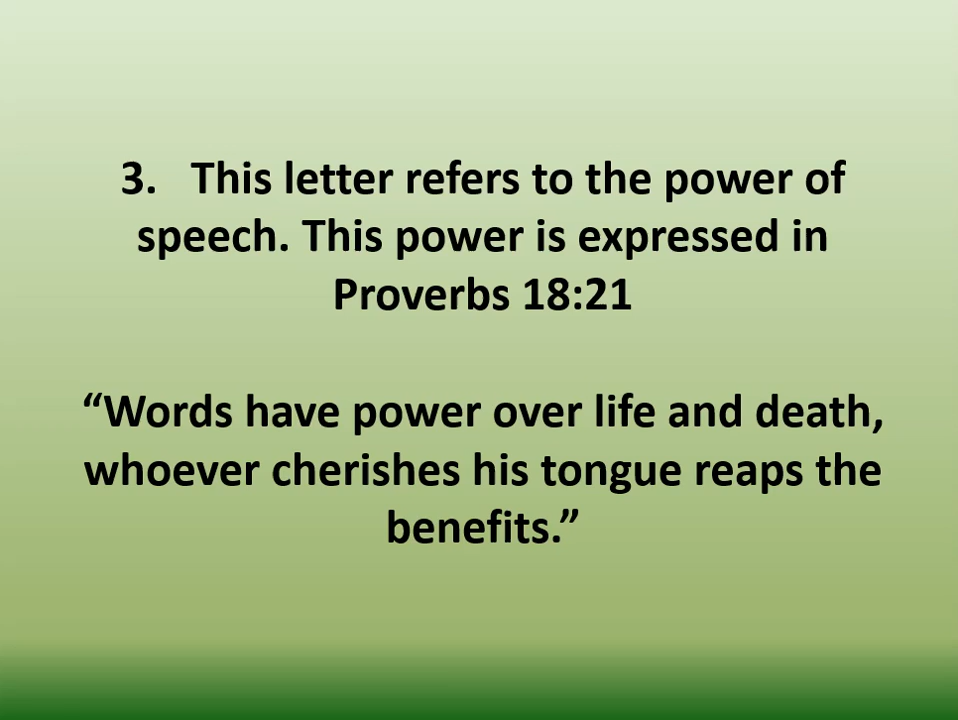 3.   This letter refers to the power of
speech. This power is expressed in
Proverbs 18:21
“Words have power over life and death,
whoever cherishes his tongue reaps the
benefits.”